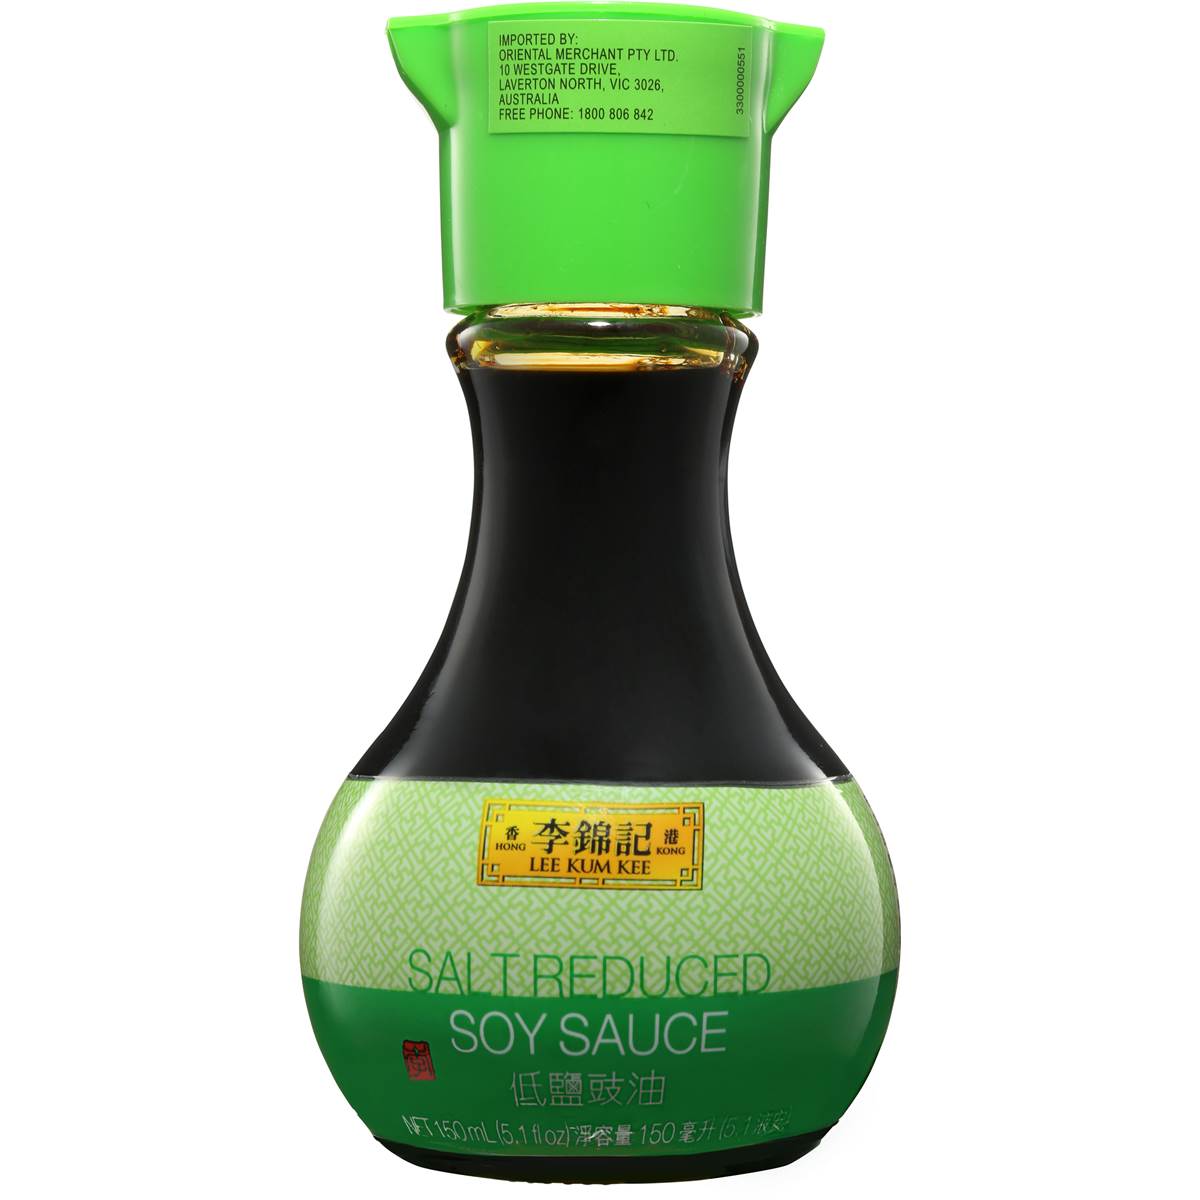 IMPORTED BY:
ORIENTAL MERCHANT PTY LTD.
10 WESTGATE DRIVE,
LAVERTON NORTH, VIC 3026,
AUSTRALIA
FREE PHONE: 1800 806 842
3300000551
香 李錦記 港
HONG LEE KUM KEE KONG
SALT REDUCED
SOY SAUCE
低鹽豉油
NET 150 mL (5.1 fl oz) 淨容量 150 毫升 (5.1 液安)